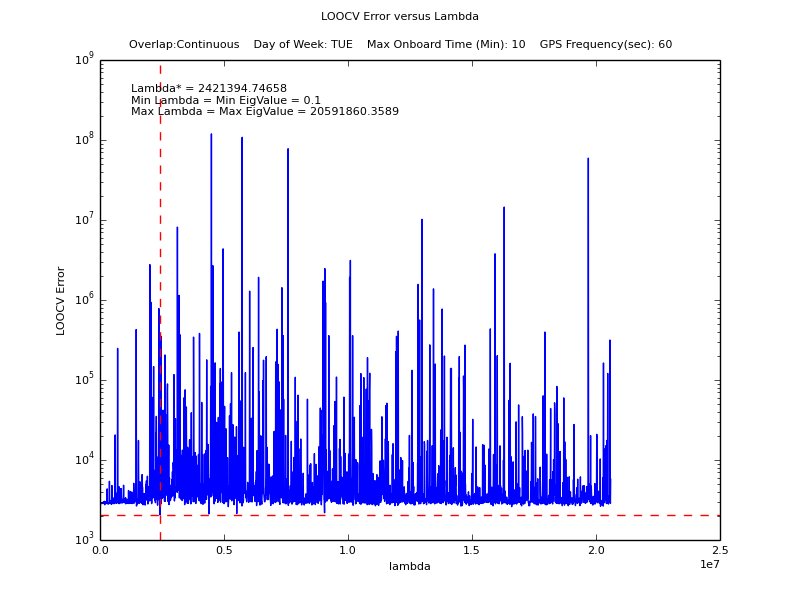 LOOCV Error versus Lambda
Overlap:Continuous Day of Week: TUE Max Onboard Time (Min): 10 GPS Frequency(sec): 60
Lambda* = 2421394.74658
Min Lambda = Min EigValue = 0.1
Max Lambda = Max EigValue = 20591860.3589
10^9
10^8
10^7
10^6
10^5
10^4
10^3
LOOCV Error
0.0 0.5 1.0 1.5 2.0 2.5
1e7
lambda